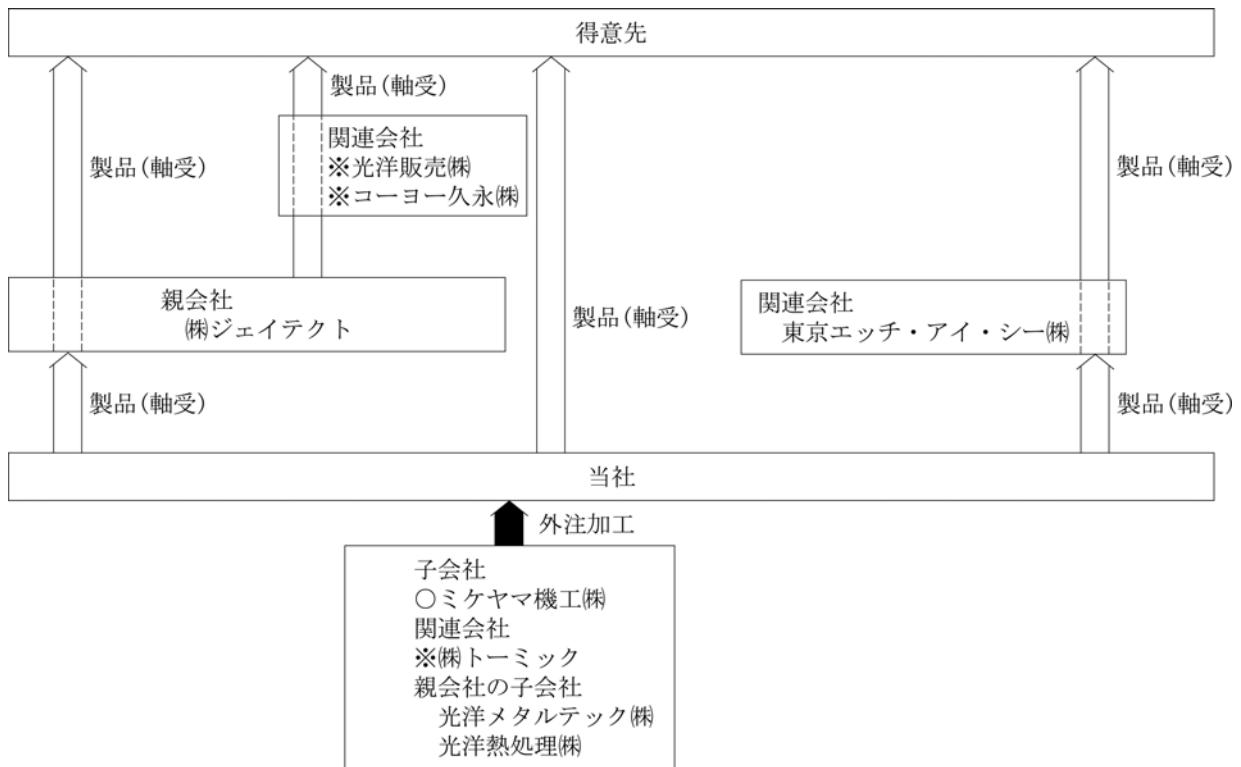 得意先
製品(軸受)
関連会社
※光洋販売㈱
※コーヨー久永㈱
製品(軸受)
製品(軸受)
親会社
㈱ジェイテクト
関連会社
東京エッチ・アイ・シー㈱
製品(軸受)
製品(軸受)
製品(軸受)
当社
外注加工
子会社
○ミケヤマ機工㈱
関連会社
※㈱トーミック
親会社の子会社
光洋メタルテック㈱
光洋熱処理㈱